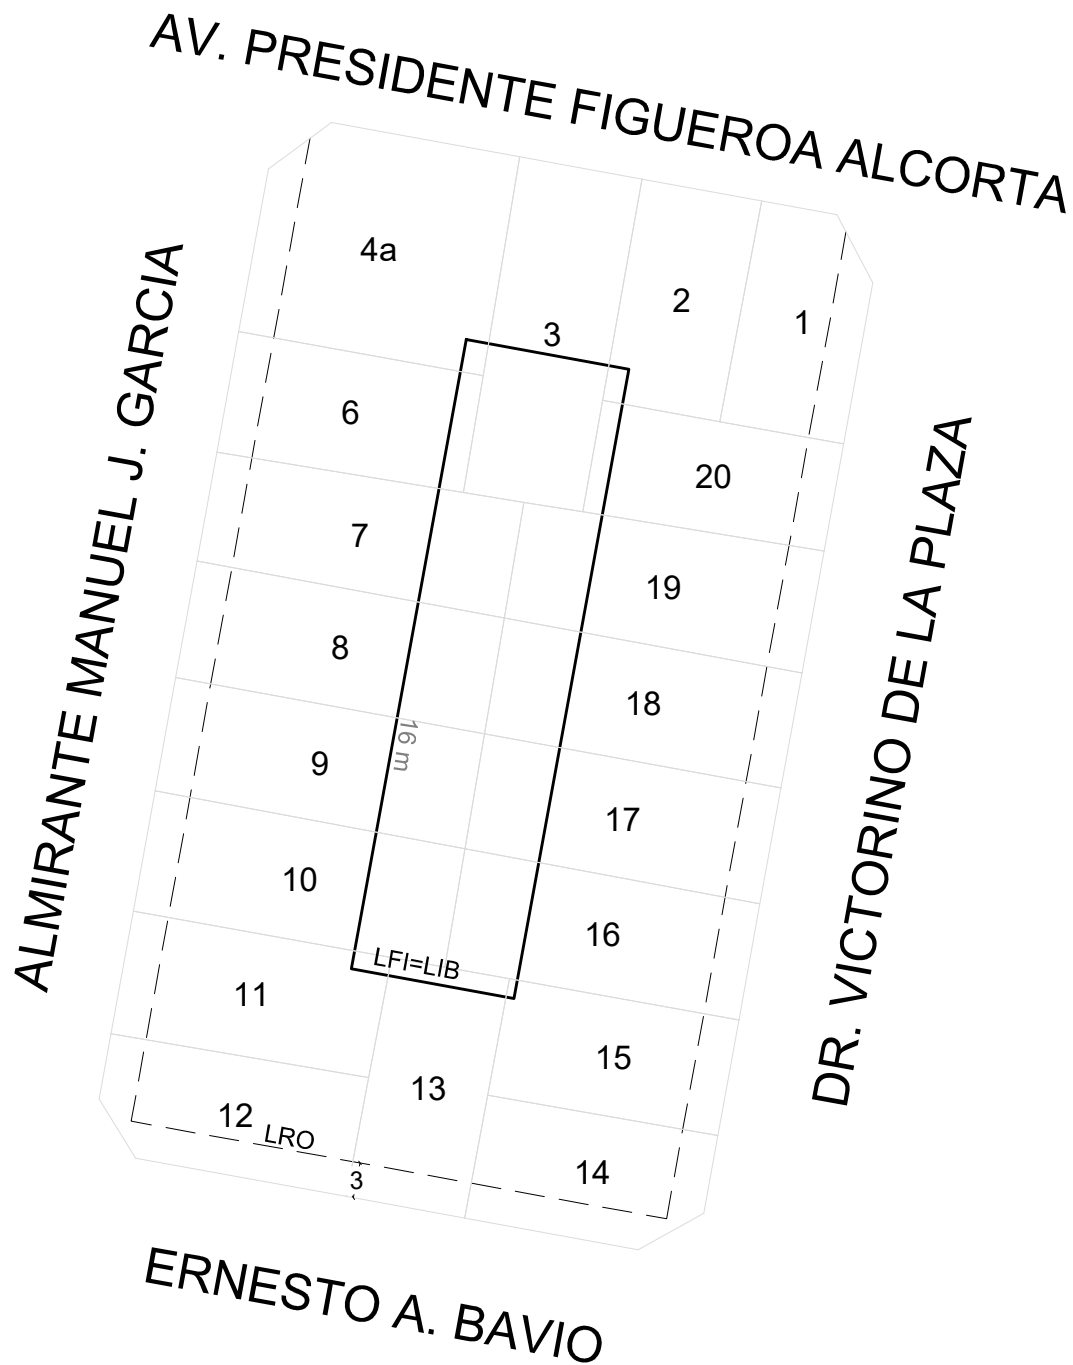 AV. PRESIDENTE FIGUEROA ALCORTA
4a
3
2
1
ALMIRANTE MANUEL J. GARCIA
6
20
7
19
8
18
16 m
9
17
10
16
LFI=LIB
11
15
13
12
LRO
14
3
DR. VICTORINO DE LA PLAZA
ERNESTO A. BAVIO